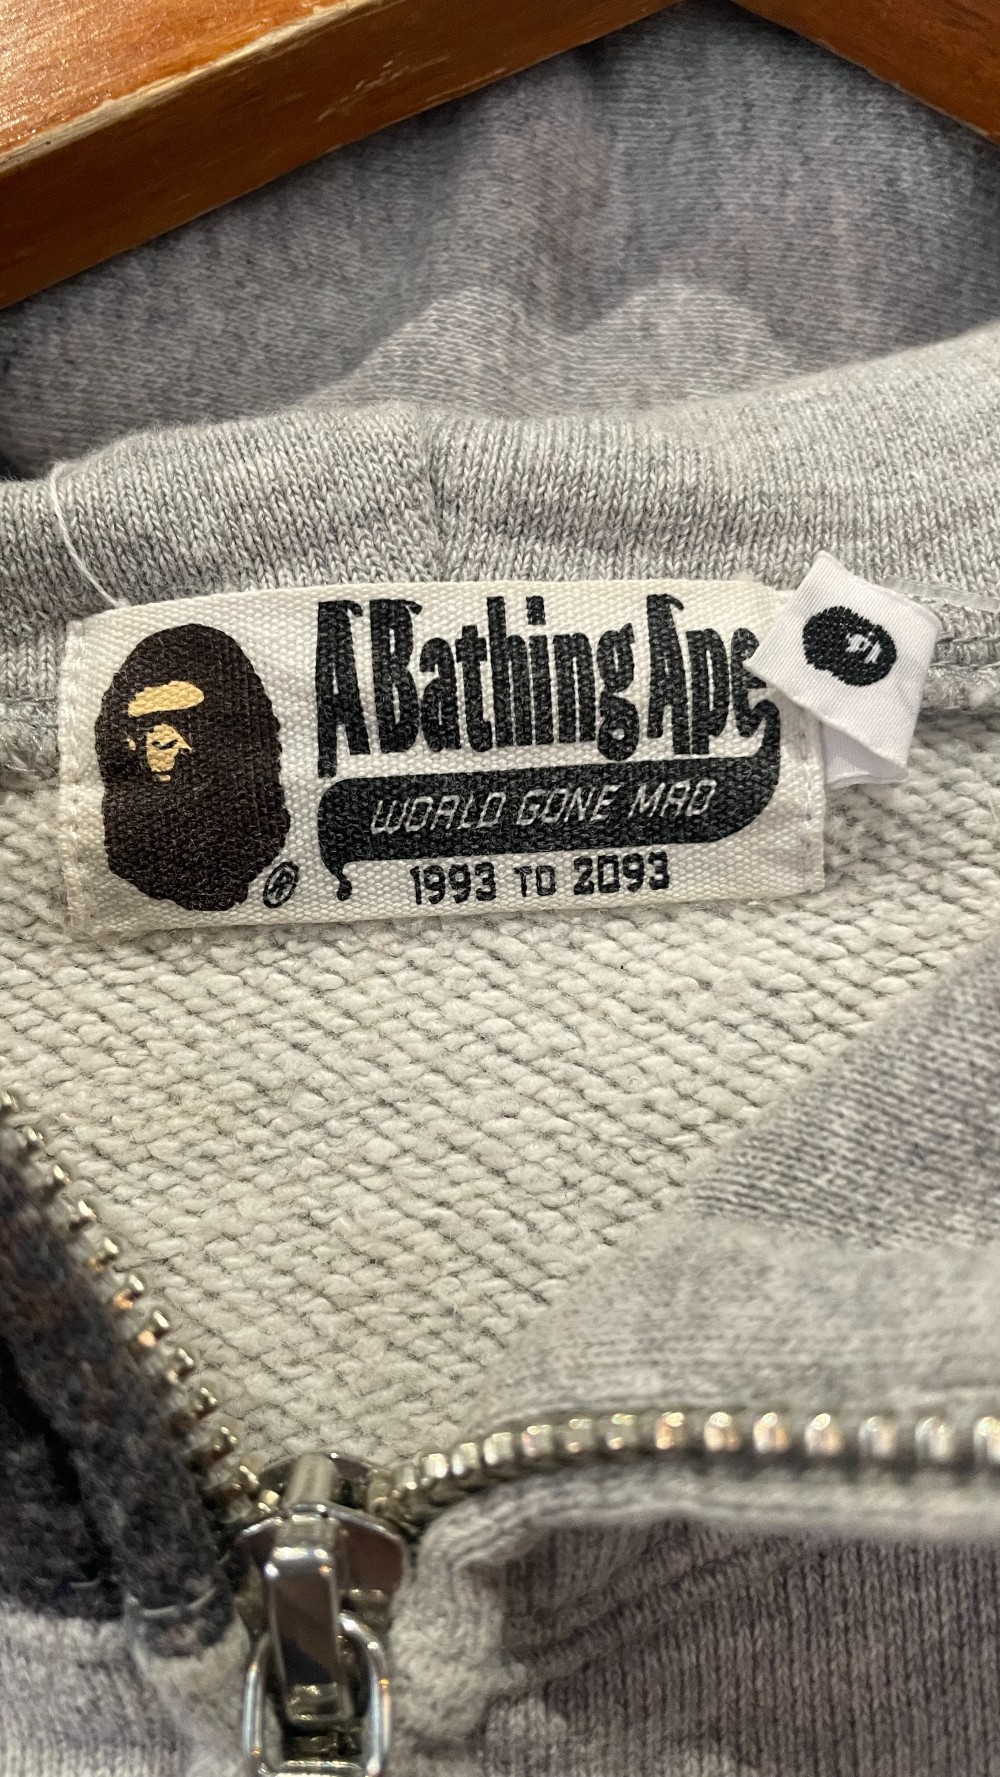 A Bathing Ape
WORLD GONE MAD
1993 TO 2093
®